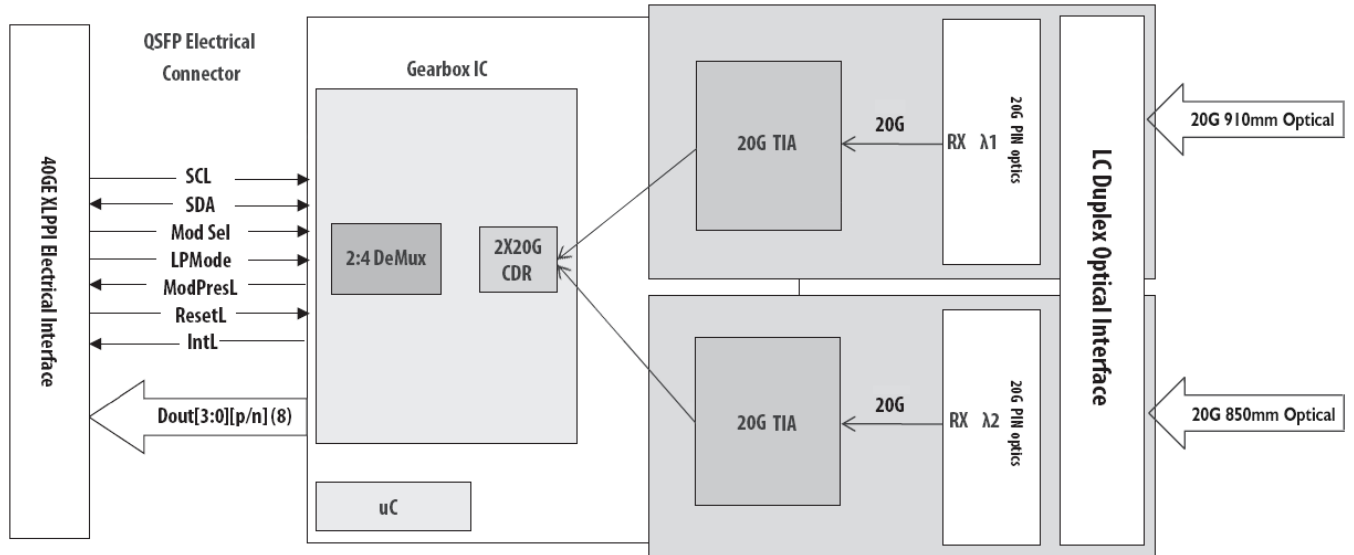 QSFP Electrical
Connector
Gearbox IC
40GE XLPPI Electrical Interface
SCL
SDA
Mod Sel
LPMode
ModPresL
ResetL
IntL
Dout[3:0][p/n] (8)
2:4 DeMux
2X20G
CDR
uC
20G TIA
20G
RX λ1
20G PIN optics
20G TIA
20G
RX λ2
20G PIN optics
LC Duplex Optical Interface
20G 910mm Optical
20G 850mm Optical